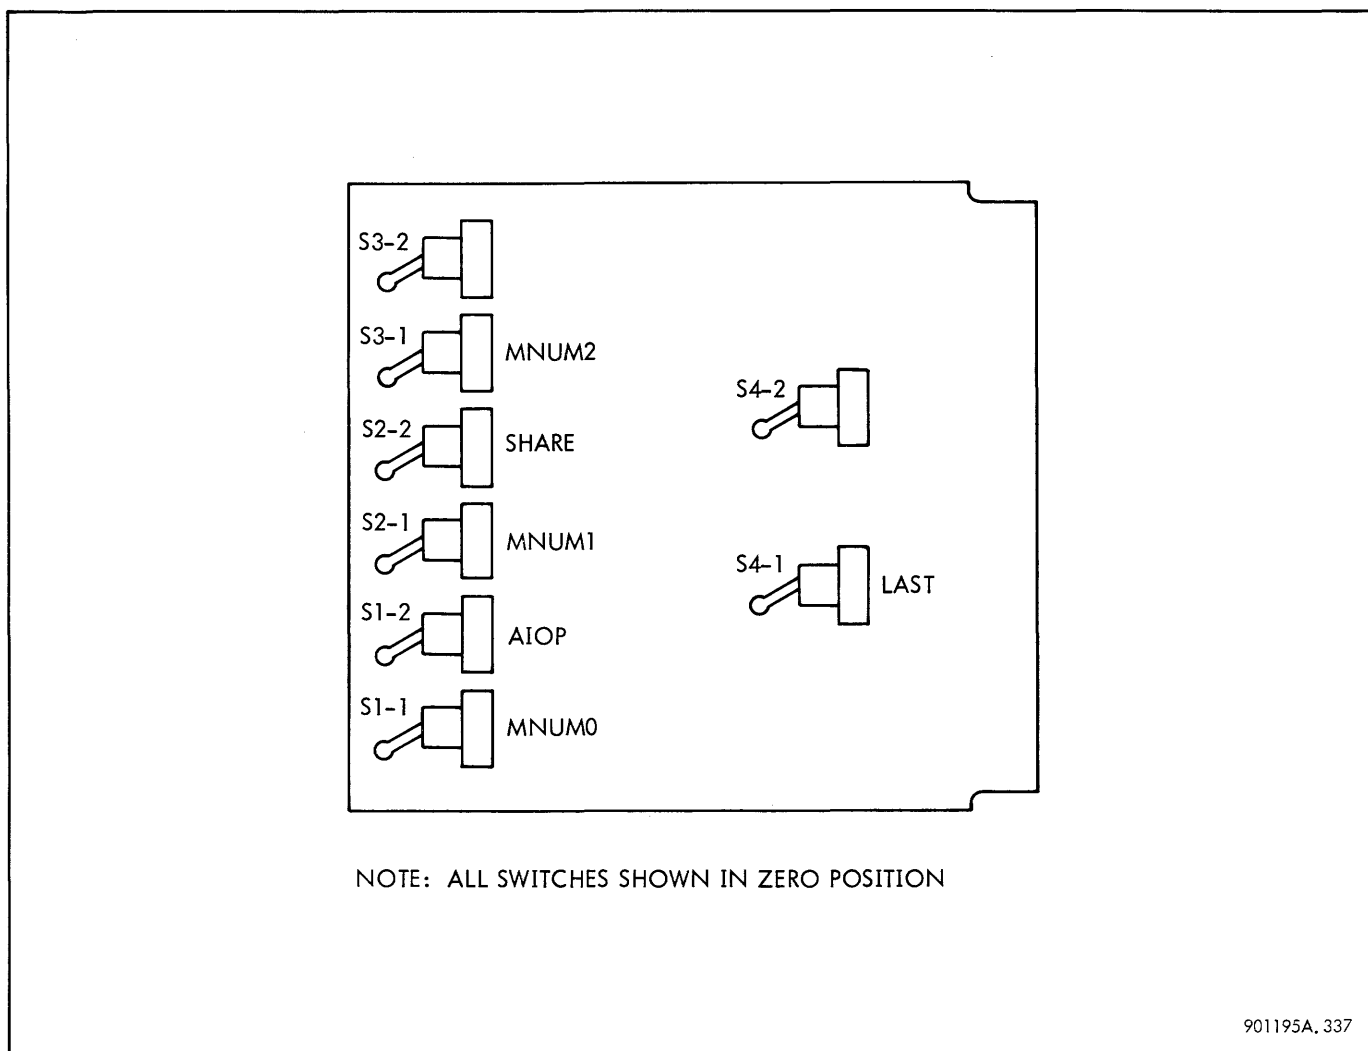 S3-2
S3-1 MNUM2
S2-2 SHARE
S2-1 MNUM1
S1-2 AIOP
S1-1 MNUM0
S4-2
S4-1 LAST
NOTE: ALL SWITCHES SHOWN IN ZERO POSITION
901195A. 337